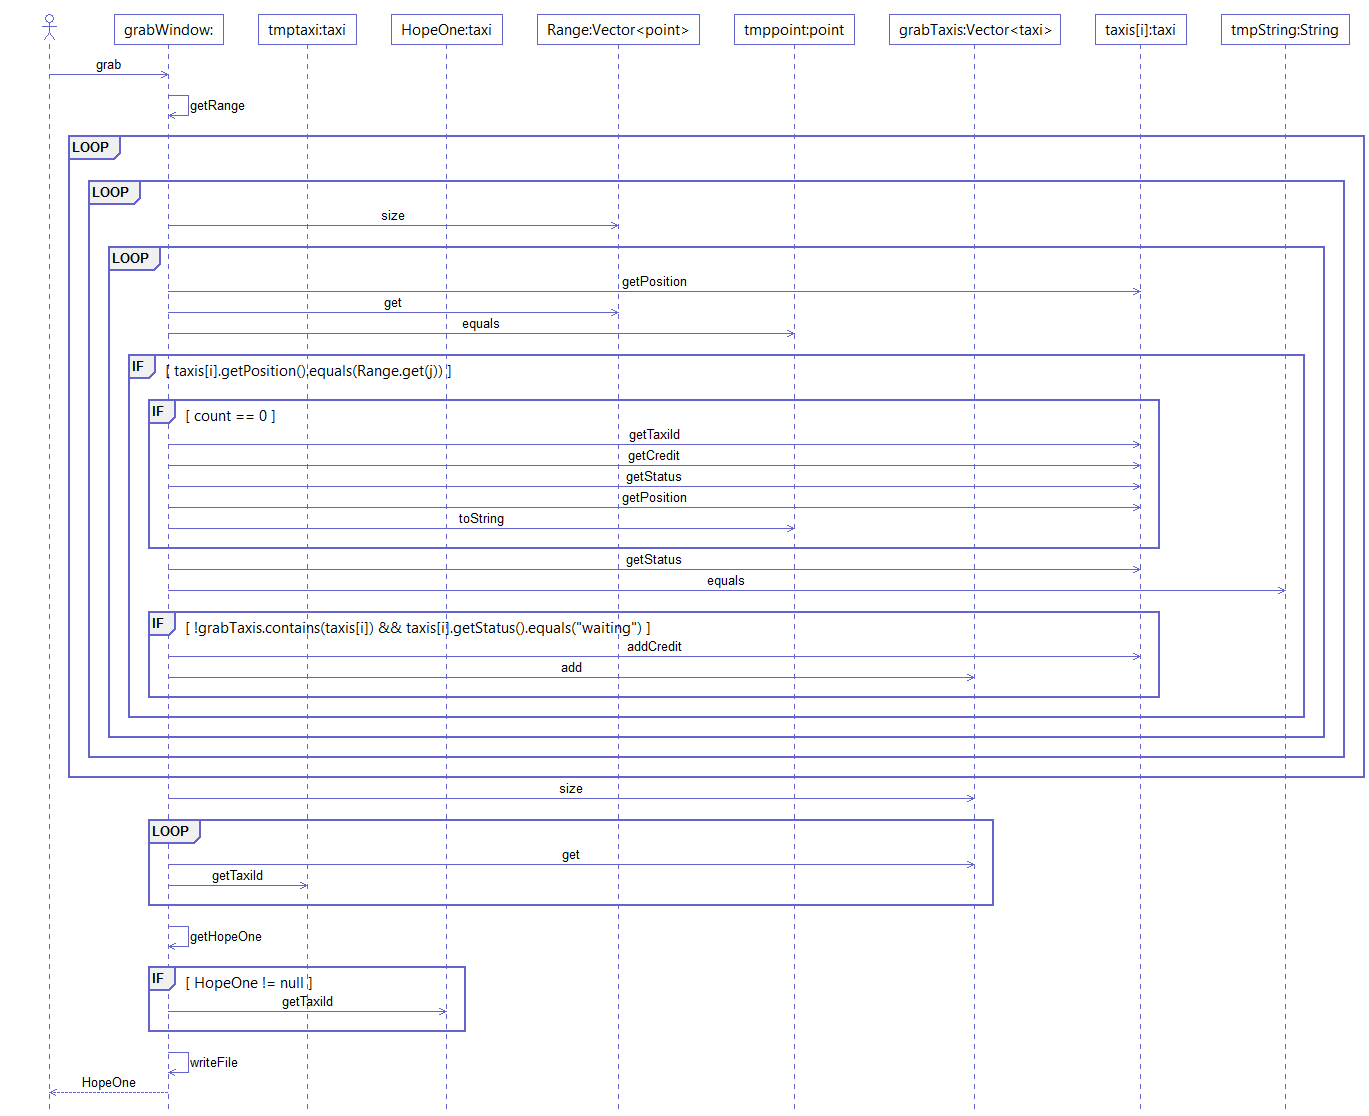 grabWindow:
tmptaxi:taxi
HopeOne:taxi
Range:Vector<point>
tmppoint:point
grabTaxis:Vector<taxi>
taxis[i]:taxi
tmpString:String
grab
getRange
LOOP
LOOP
size
LOOP
getPosition
get
equals
IF
[ taxis[i].getPosition().equals(Range.get(j)) ]
IF
[ count == 0 ]
getTaxiId
getCredit
getStatus
getPosition
toString
getStatus
equals
IF
[ !grabTaxis.contains(taxis[i]) && taxis[i].getStatus().equals("waiting") ]
addCredit
add
size
LOOP
get
getTaxiId
getHopeOne
IF
[ HopeOne != null ]
getTaxiId
writeFile
HopeOne